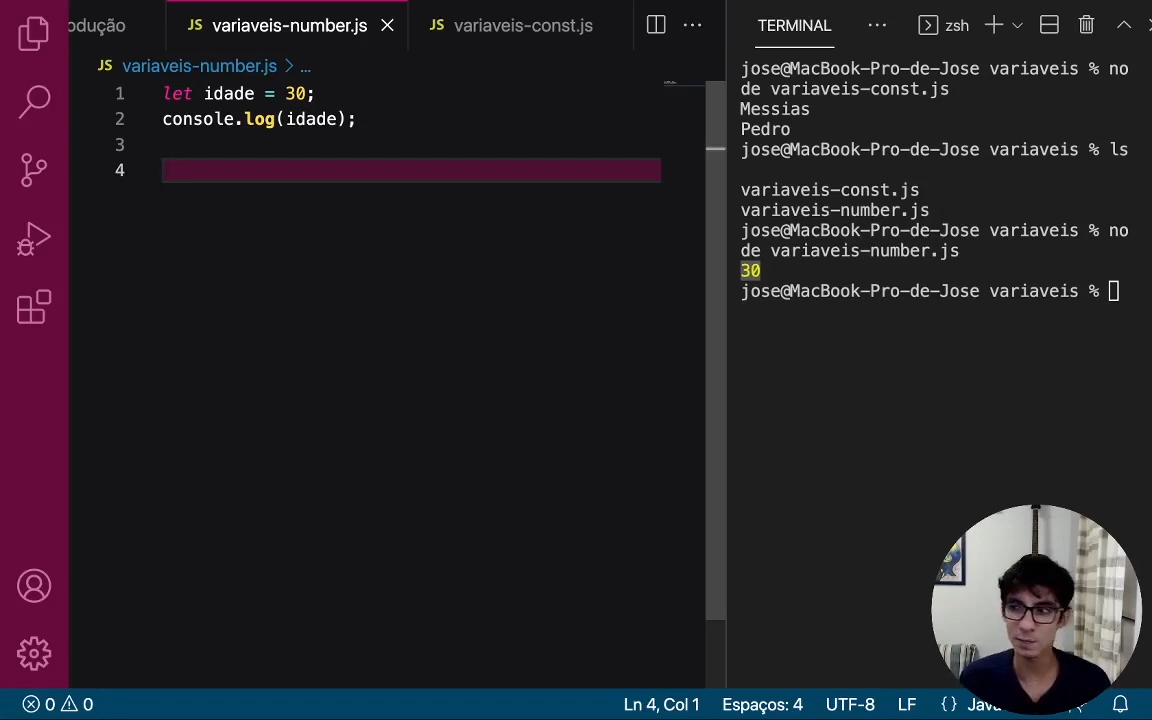 odução
JS variaveis-number.js
JS variaveis-const.js
JS variaveis-number.js > ...
1 let idade = 30;
2 console.log(idade);
3
4
TERMINAL
zsh
jose@MacBook-Pro-de-Jose variaveis % no
de variaveis-const.js
Messias
Pedro
jose@MacBook-Pro-de-Jose variaveis % ls
variaveis-const.js
variaveis-number.js
jose@MacBook-Pro-de-Jose variaveis % no
de variaveis-number.js
30
jose@MacBook-Pro-de-Jose variaveis %
0 0
Ln 4, Col 1
Espaços: 4
UTF-8
LF
{} Java